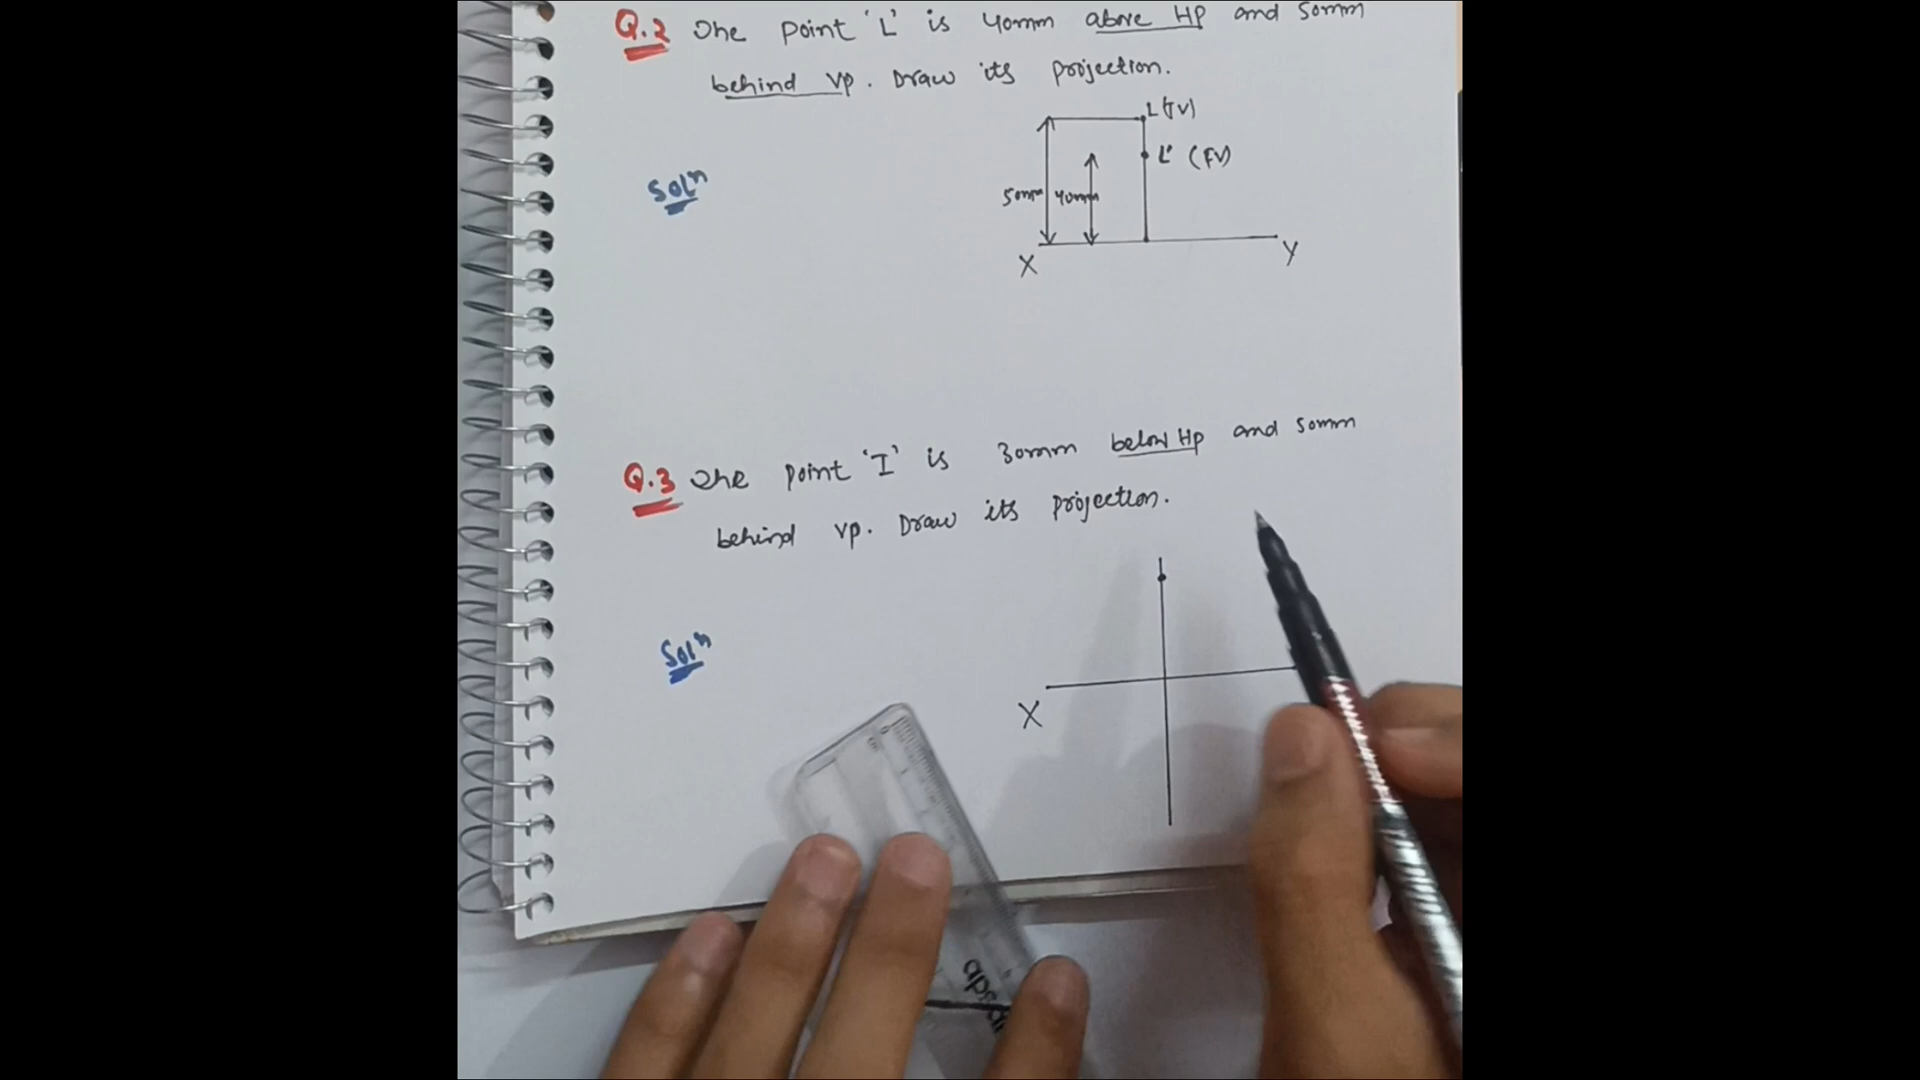 Q.2 The point 'L' is 40mm above HP and 50mm
behind VP. Draw its projection.
L(TV)
L' (FV)
Solⁿ
50mm 40mm
X Y
Q.3 The point 'I' is 30mm below HP and 50mm
behind VP. Draw its projection.
Solⁿ
X